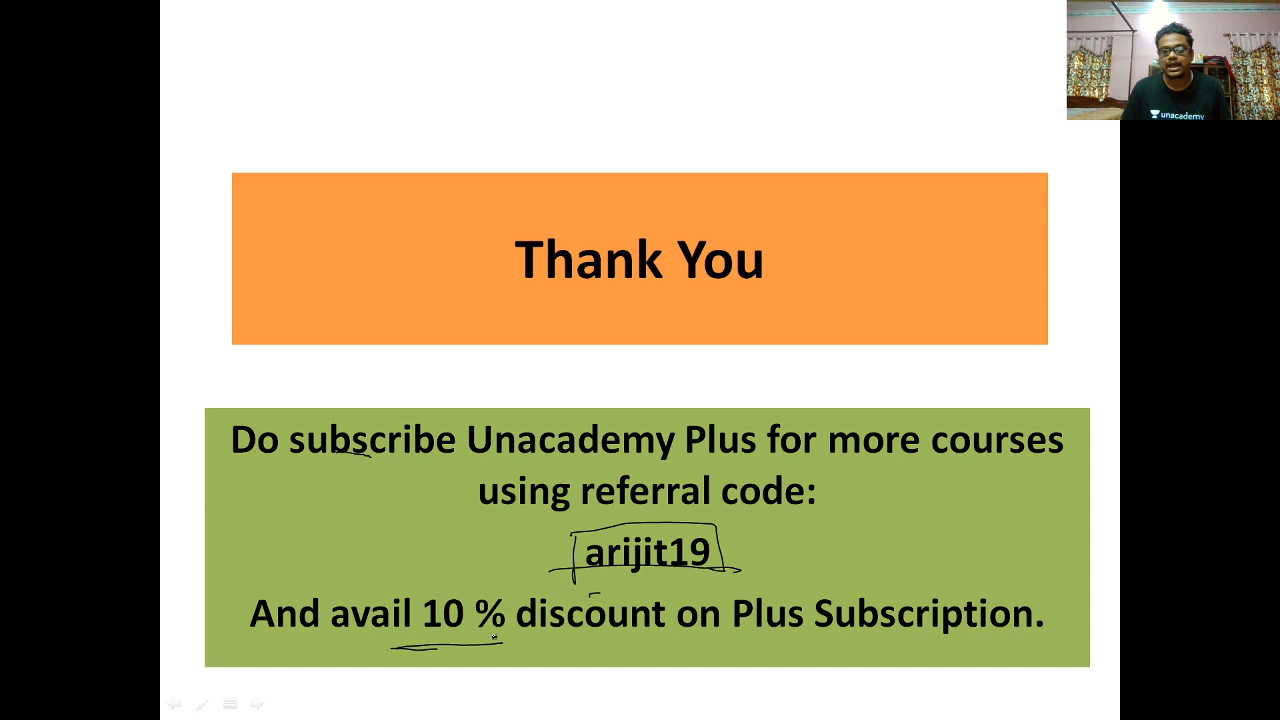 unacademy
Thank You
Do subscribe Unacademy Plus for more courses
using referral code:
arijit19
And avail 10 % discount on Plus Subscription.